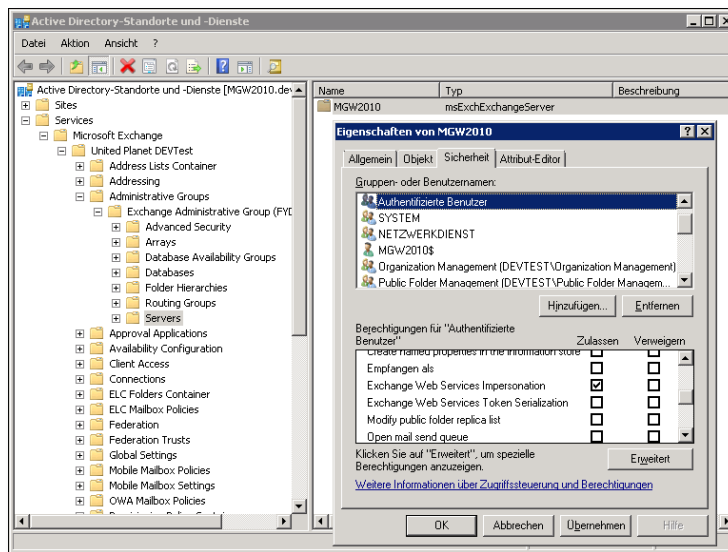 Active Directory-Standorte und -Dienste
Datei Aktion Ansicht ?
Active Directory-Standorte und -Dienste [MGW2010.dev
Sites
Services
Microsoft Exchange
United Planet DEVTest
Address Lists Container
Addressing
Administrative Groups
Exchange Administrative Group (FYD
Advanced Security
Arrays
Database Availability Groups
Databases
Folder Hierarchies
Routing Groups
Servers
Approval Applications
Availability Configuration
Client Access
Connections
ELC Folders Container
ELC Mailbox Policies
Federation
Federation Trusts
Global Settings
Mobile Mailbox Policies
Mobile Mailbox Settings
OWA Mailbox Policies
Name Typ Beschreibung
MGW2010 msExchExchangeServer
Eigenschaften von MGW2010
Allgemein Objekt Sicherheit Attribut-Editor
Gruppen- oder Benutzernamen:
Authentifizierte Benutzer
SYSTEM
NETZWERKDIENST
MGW2010$
Organization Management (DEVTEST\Organization Management)
Public Folder Management (DEVTEST\Public Folder Managem...
Hinzufügen... Entfernen
Berechtigungen für "Authentifizierte
Benutzer" Zulassen Verweigern
Create named properties in the information store
Empfangen als
Exchange Web Services Impersonation
Exchange Web Services Token Serialization
Modify public folder replica list
Open mail send queue
Klicken Sie auf "Erweitert", um spezielle
Berechtigungen anzuzeigen.
Erweitert
Weitere Informationen über Zugriffssteuerung und Berechtigungen
OK Abbrechen Übernehmen Hilfe